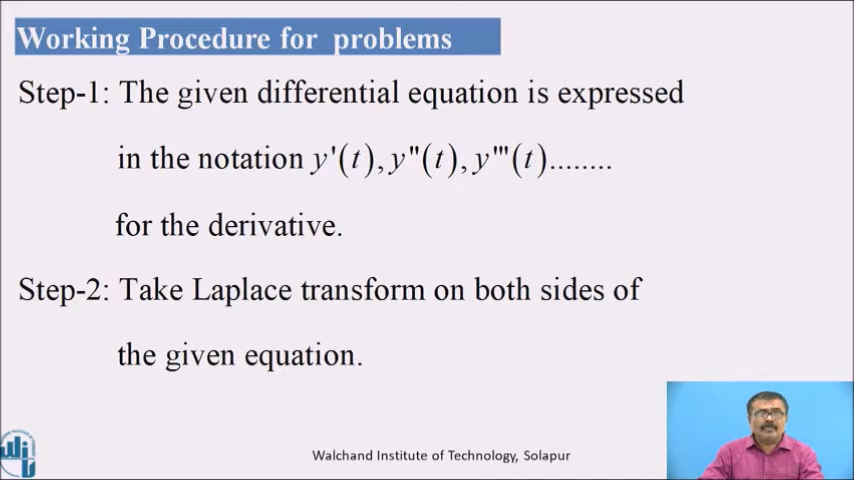 Working Procedure for problems
Step-1: The given differential equation is expressed
in the notation y'(t), y''(t), y'''(t)........
for the derivative.
Step-2: Take Laplace transform on both sides of
the given equation.
Walchand Institute of Technology, Solapur